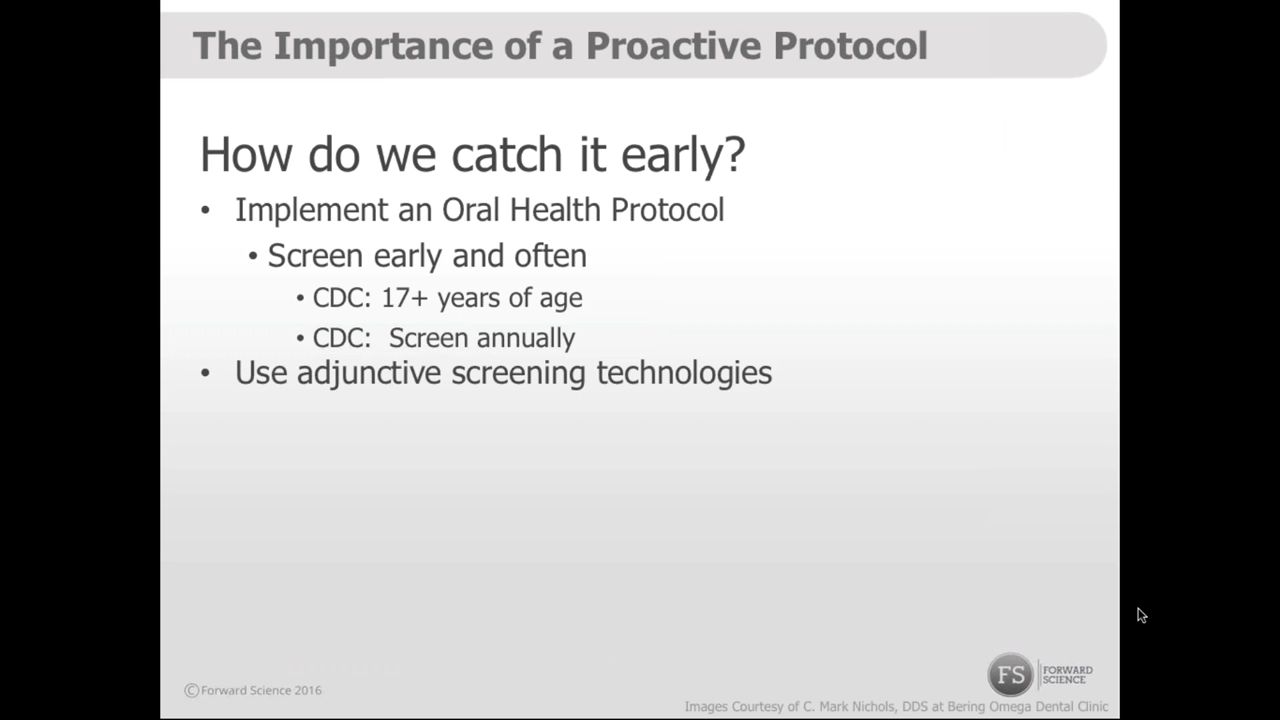 The Importance of a Proactive Protocol
How do we catch it early?
• Implement an Oral Health Protocol
• Screen early and often
• CDC: 17+ years of age
• CDC:  Screen annually
• Use adjunctive screening technologies
©Forward Science 2016
FS
FORWARD
SCIENCE
Images Courtesy of C. Mark Nichols, DDS at Bering Omega Dental Clinic